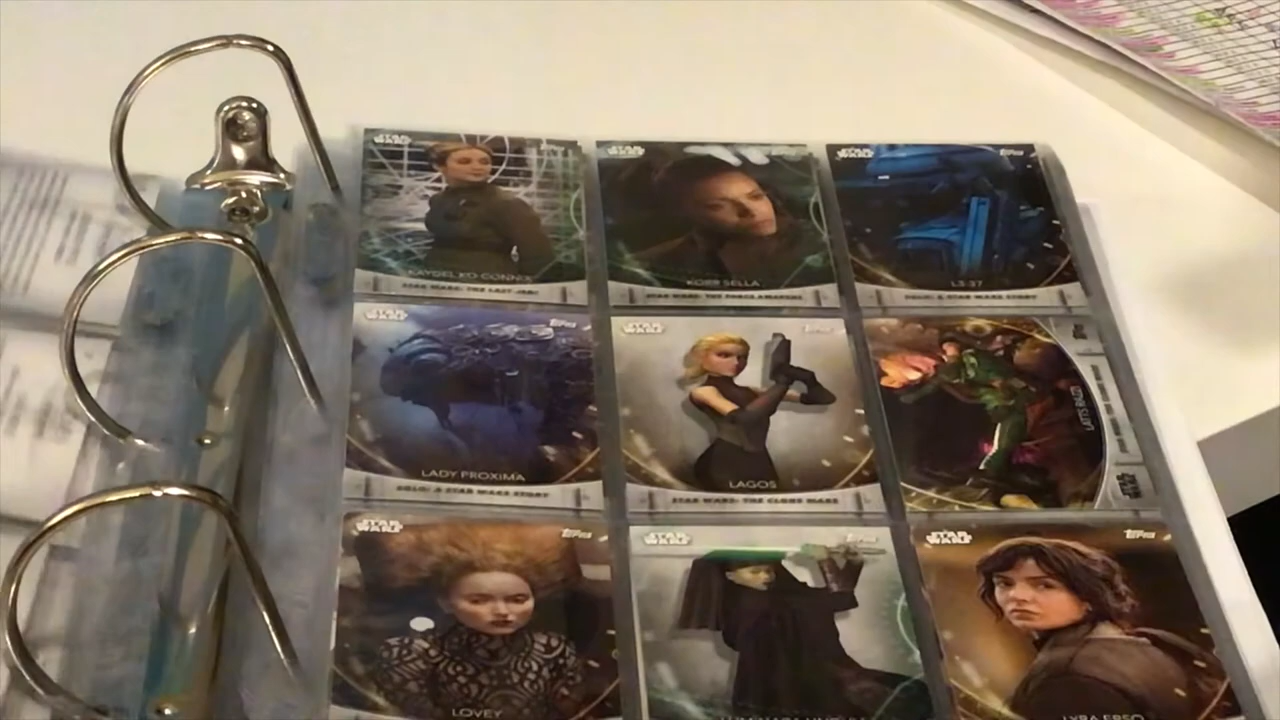 STAR WARS
Topps
KAYDEL KO CONNIX
STAR WARS: THE LAST JEDI
STAR WARS
KORR SELLA
STAR WARS: THE FORCE AWAKENS
STAR WARS
Topps
L3-37
SOLO: A STAR WARS STORY
STAR WARS
Topps
LADY PROXIMA
SOLO: A STAR WARS STORY
STAR WARS
Topps
LAGOS
STAR WARS: THE CLONE WARS
Topps
LATTS RAZZI
STAR WARS
STAR WARS
Topps
LOVEY
STAR WARS
Topps
STAR WARS
Topps
LYRA ERSO